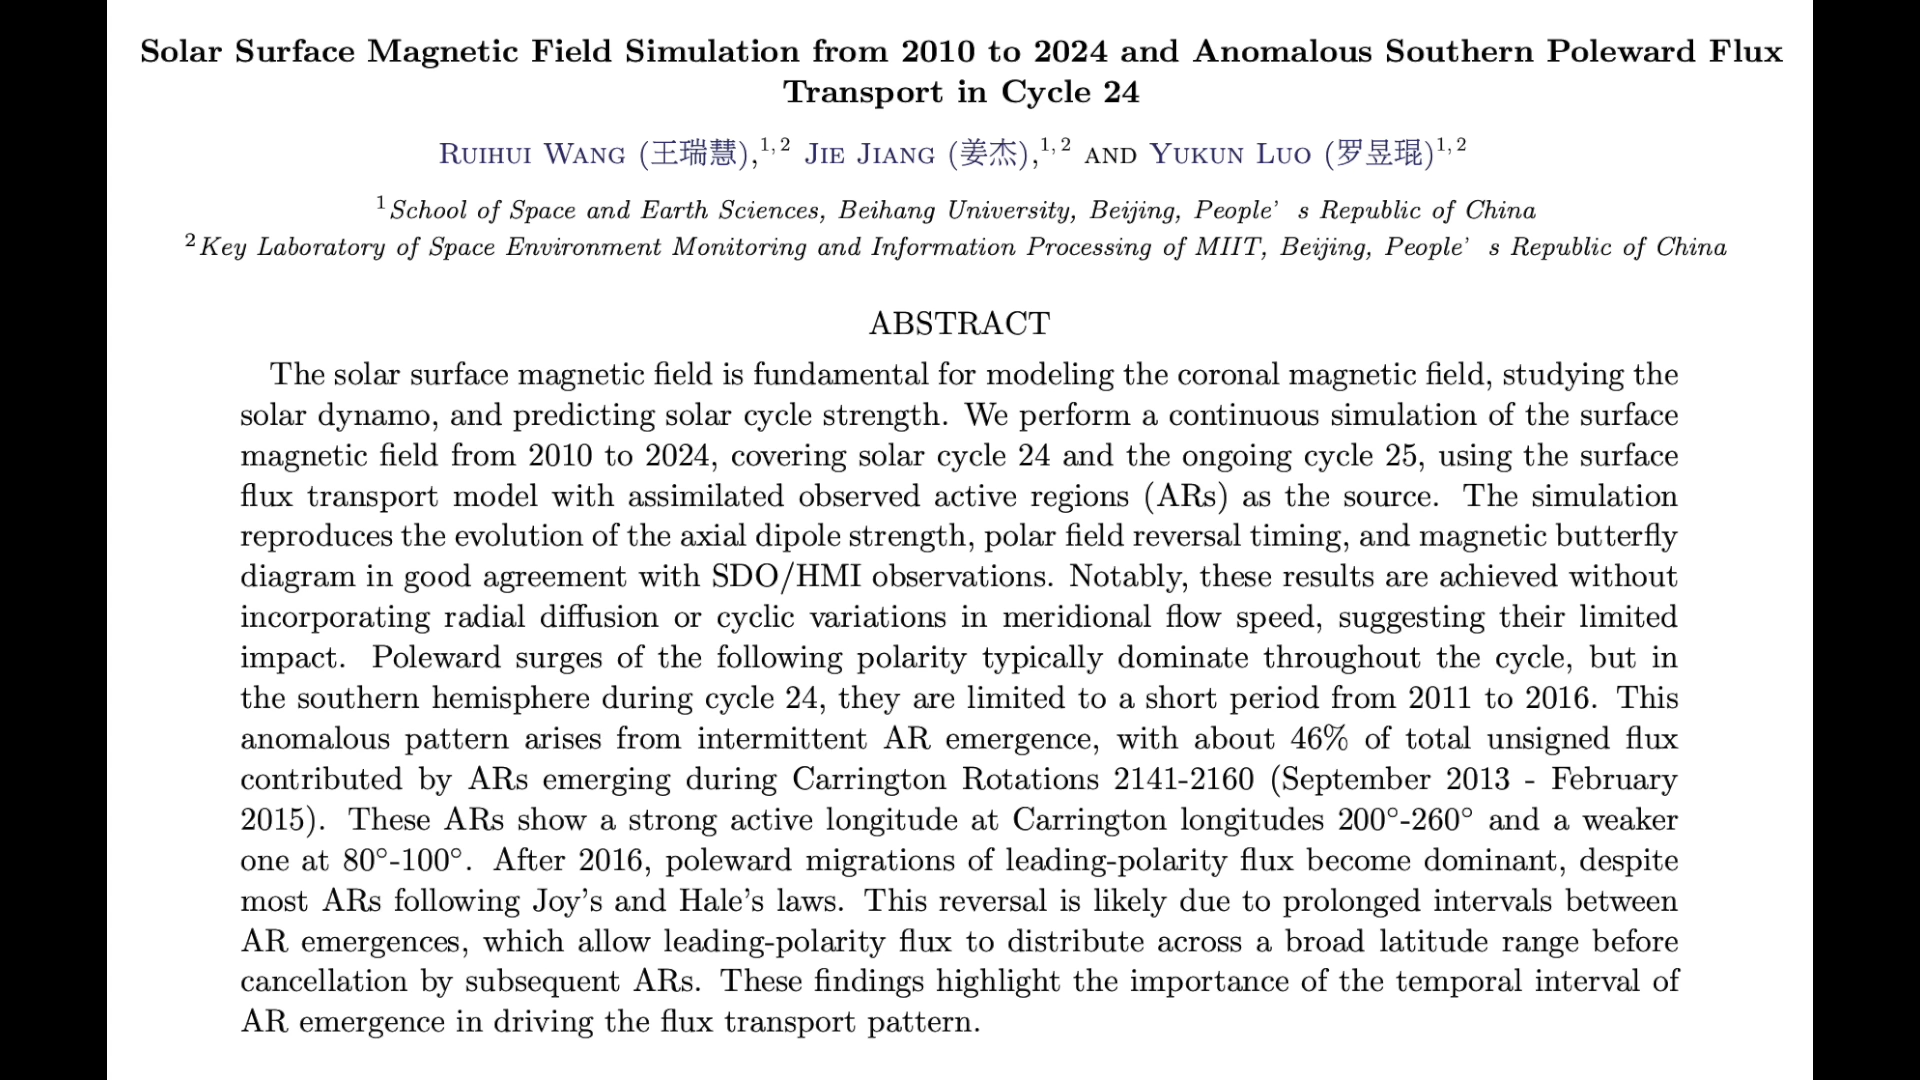 Solar Surface Magnetic Field Simulation from 2010 to 2024 and Anomalous Southern Poleward Flux
Transport in Cycle 24
Ruihui Wang (王瑞慧),1,2 Jie Jiang (姜杰),1,2 and Yukun Luo (罗昱琨)1,2
1School of Space and Earth Sciences, Beihang University, Beijing, People’ s Republic of China
2Key Laboratory of Space Environment Monitoring and Information Processing of MIIT, Beijing, People’ s Republic of China
ABSTRACT
The solar surface magnetic field is fundamental for modeling the coronal magnetic field, studying the
solar dynamo, and predicting solar cycle strength. We perform a continuous simulation of the surface
magnetic field from 2010 to 2024, covering solar cycle 24 and the ongoing cycle 25, using the surface
flux transport model with assimilated observed active regions (ARs) as the source. The simulation
reproduces the evolution of the axial dipole strength, polar field reversal timing, and magnetic butterfly
diagram in good agreement with SDO/HMI observations. Notably, these results are achieved without
incorporating radial diffusion or cyclic variations in meridional flow speed, suggesting their limited
impact. Poleward surges of the following polarity typically dominate throughout the cycle, but in
the southern hemisphere during cycle 24, they are limited to a short period from 2011 to 2016. This
anomalous pattern arises from intermittent AR emergence, with about 46% of total unsigned flux
contributed by ARs emerging during Carrington Rotations 2141-2160 (September 2013 - February
2015). These ARs show a strong active longitude at Carrington longitudes 200°-260° and a weaker
one at 80°-100°. After 2016, poleward migrations of leading-polarity flux become dominant, despite
most ARs following Joy’s and Hale’s laws. This reversal is likely due to prolonged intervals between
AR emergences, which allow leading-polarity flux to distribute across a broad latitude range before
cancellation by subsequent ARs. These findings highlight the importance of the temporal interval of
AR emergence in driving the flux transport pattern.